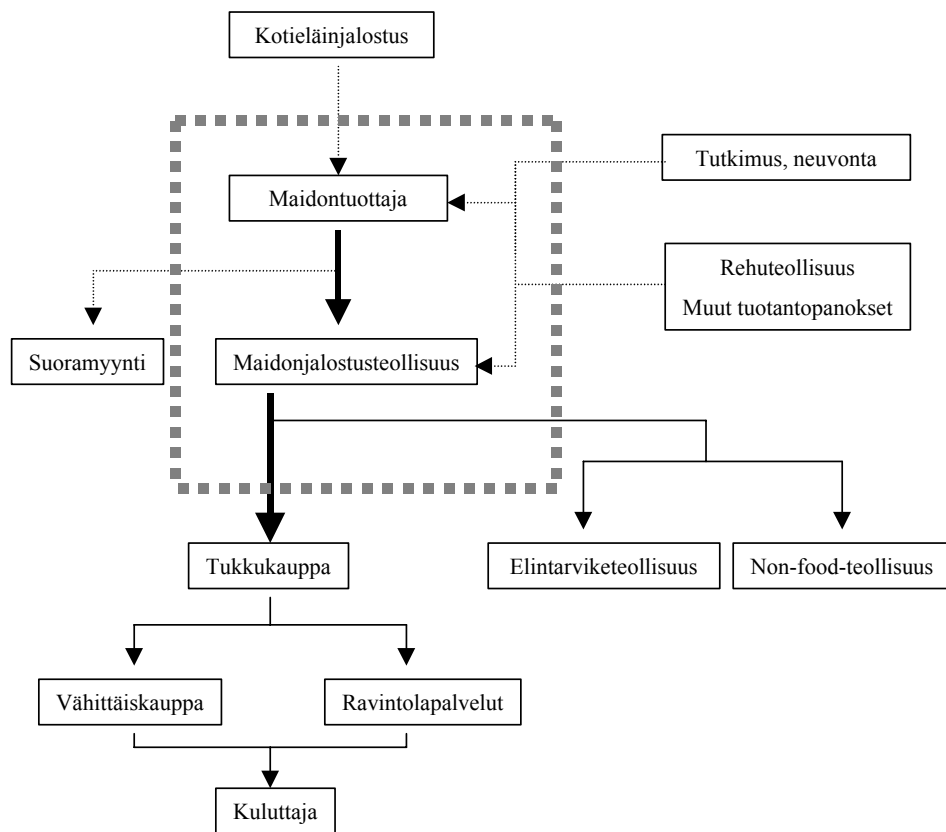 Kotieläinjalostus
Tutkimus, neuvonta
Maidontuottaja
Rehuteollisuus
Muut tuotantopanokset
Suoramyynti
Maidonjalostusteollisuus
Tukkukauppa
Elintarviketeollisuus
Non-food-teollisuus
Vähittäiskauppa
Ravintolapalvelut
Kuluttaja